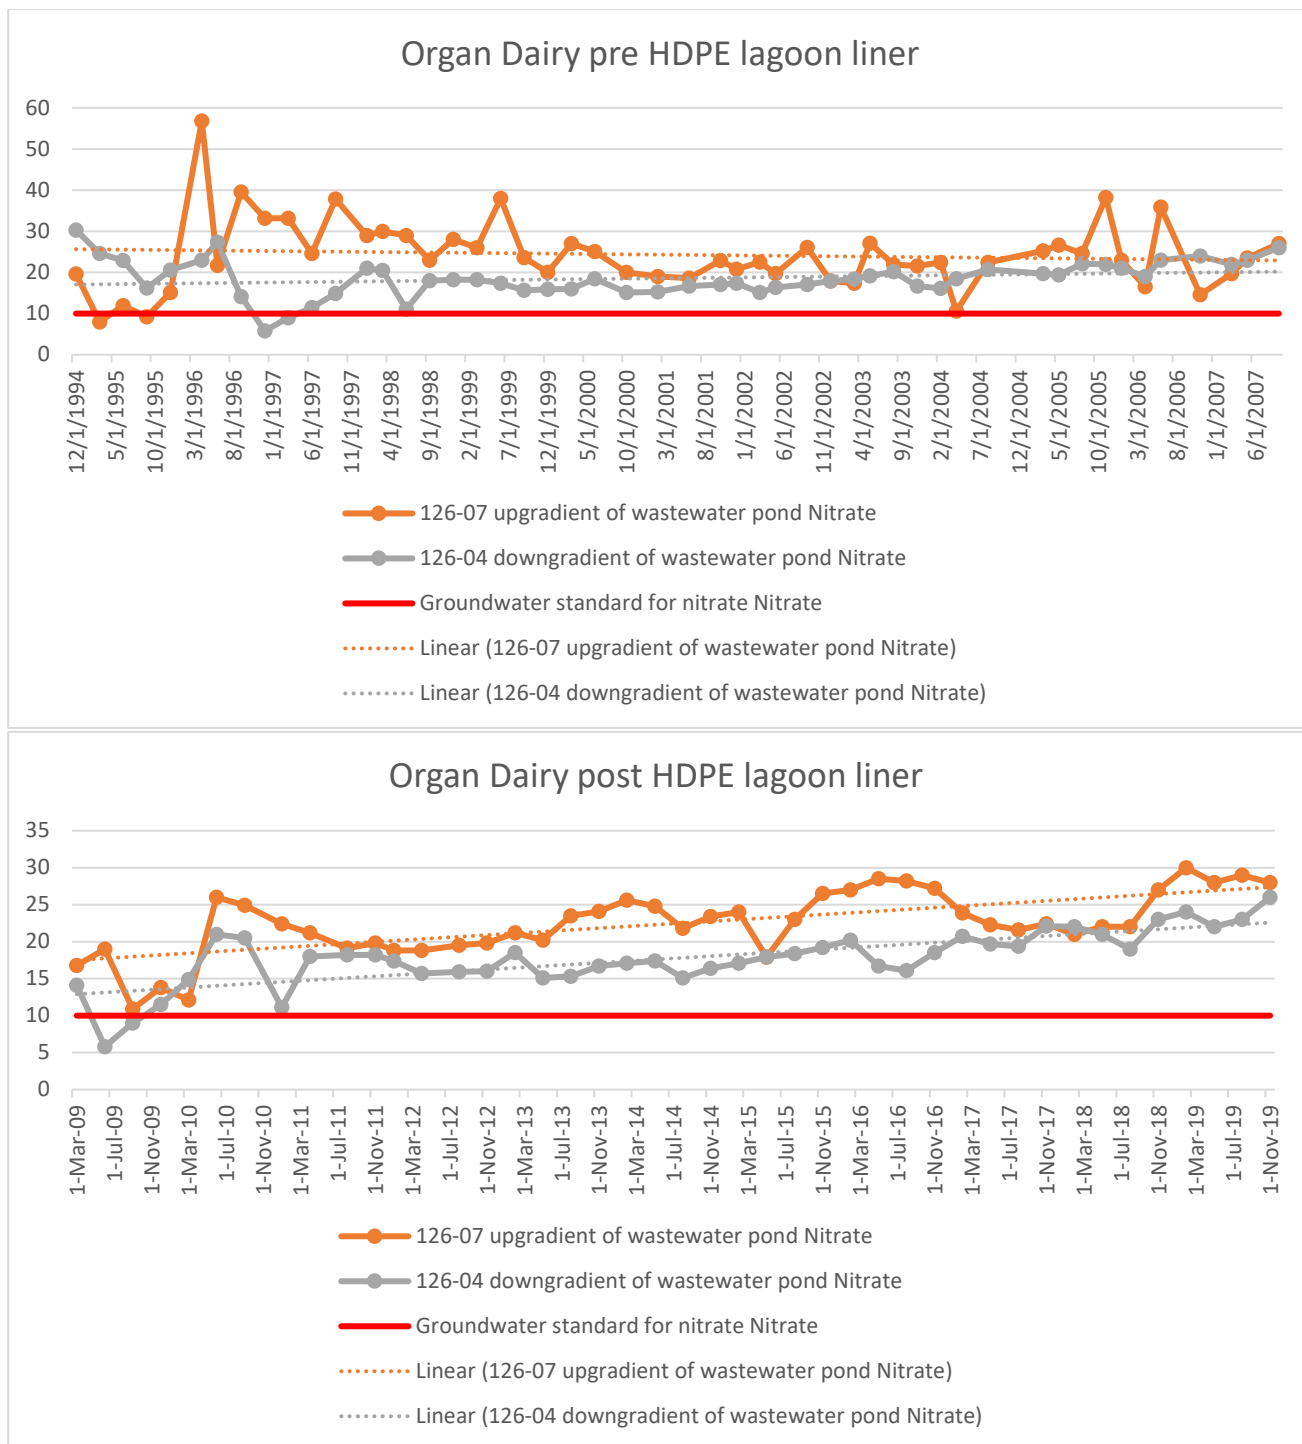 Organ Dairy pre HDPE lagoon liner
60
50
40
30
20
10
0
12/1/1994
5/1/1995
10/1/1995
3/1/1996
8/1/1996
1/1/1997
6/1/1997
11/1/1997
4/1/1998
9/1/1998
2/1/1999
7/1/1999
12/1/1999
5/1/2000
10/1/2000
3/1/2001
8/1/2001
1/1/2002
6/1/2002
11/1/2002
4/1/2003
9/1/2003
2/1/2004
7/1/2004
12/1/2004
5/1/2005
10/1/2005
3/1/2006
8/1/2006
1/1/2007
6/1/2007
126-07 upgradient of wastewater pond Nitrate
126-04 downgradient of wastewater pond Nitrate
Groundwater standard for nitrate Nitrate
Linear (126-07 upgradient of wastewater pond Nitrate)
Linear (126-04 downgradient of wastewater pond Nitrate)
Organ Dairy post HDPE lagoon liner
35
30
25
20
15
10
5
0
1-Mar-09
1-Jul-09
1-Nov-09
1-Mar-10
1-Jul-10
1-Nov-10
1-Mar-11
1-Jul-11
1-Nov-11
1-Mar-12
1-Jul-12
1-Nov-12
1-Mar-13
1-Jul-13
1-Nov-13
1-Mar-14
1-Jul-14
1-Nov-14
1-Mar-15
1-Jul-15
1-Nov-15
1-Mar-16
1-Jul-16
1-Nov-16
1-Mar-17
1-Jul-17
1-Nov-17
1-Mar-18
1-Jul-18
1-Nov-18
1-Mar-19
1-Jul-19
1-Nov-19
126-07 upgradient of wastewater pond Nitrate
126-04 downgradient of wastewater pond Nitrate
Groundwater standard for nitrate Nitrate
Linear (126-07 upgradient of wastewater pond Nitrate)
Linear (126-04 downgradient of wastewater pond Nitrate)